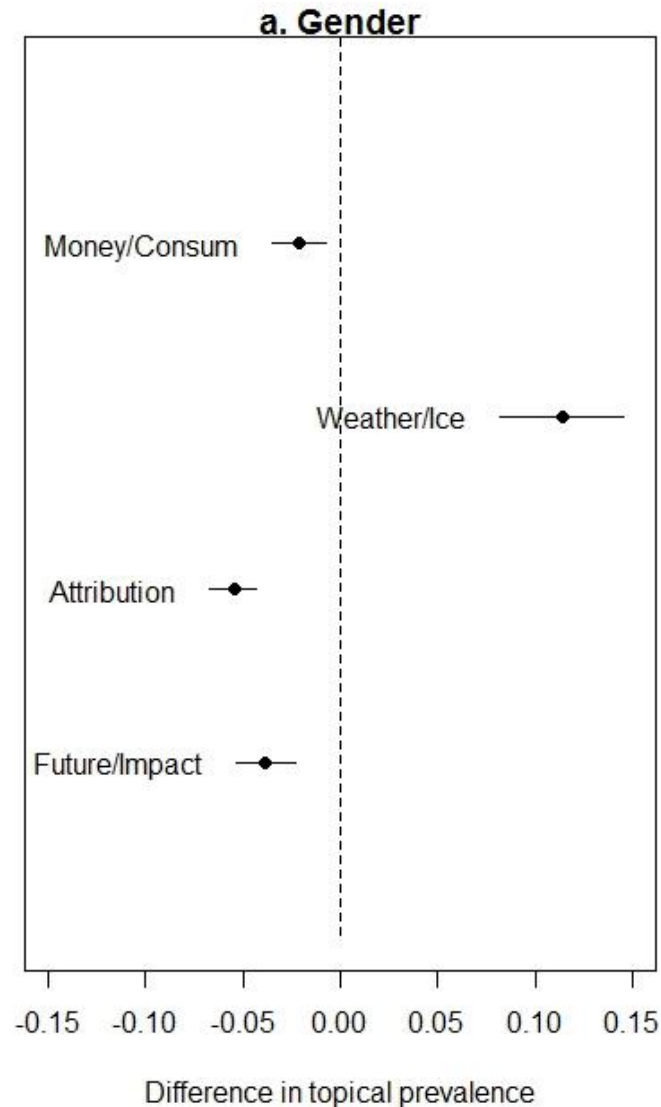 a. Gender
Money/Consum
Weather/Ice
Attribution
Future/Impact
-0.15 -0.10 -0.05 0.00 0.05 0.10 0.15
Difference in topical prevalence